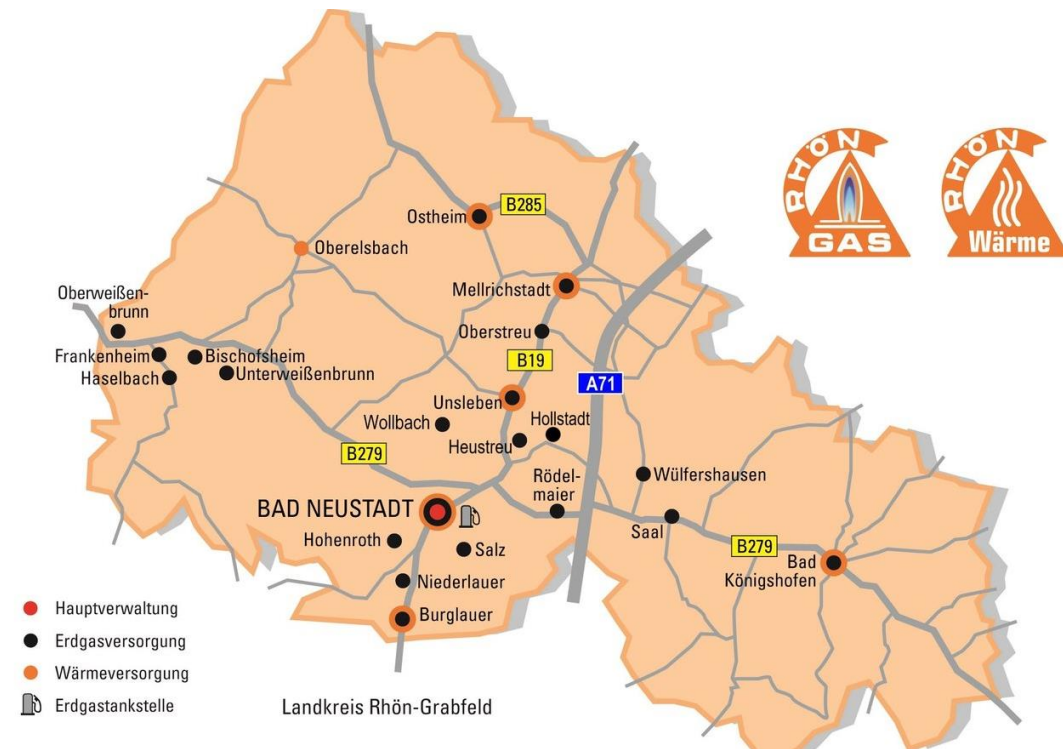 RHÖN
GAS
RHÖN
Wärme
B285
Ostheim
Oberelsbach
Mellrichstadt
Oberweißen-
brunn
Oberstreu
Frankenheim
Bischofsheim
Haselbach
Unterweißenbrunn
B19
A71
Unsleben
Wollbach
Hollstadt
Heustreu
B279
Rödel-
maier
Wülfershausen
BAD NEUSTADT
Hohenroth
Salz
Saal
B279
Bad
Königshofen
Niederlauer
Burglauer
Hauptverwaltung
Erdgasversorgung
Wärmeversorgung
Erdgastankstelle
Landkreis Rhön-Grabfeld